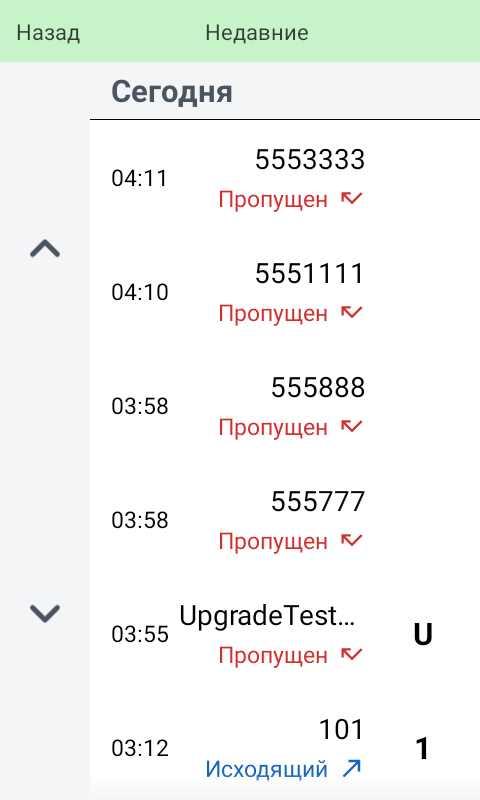 Назад
Недавние
Сегодня
04:11
5553333
Пропущен
04:10
5551111
Пропущен
03:58
555888
Пропущен
03:58
555777
Пропущен
03:55
UpgradeTest...
Пропущен
U
03:12
101
Исходящий
1